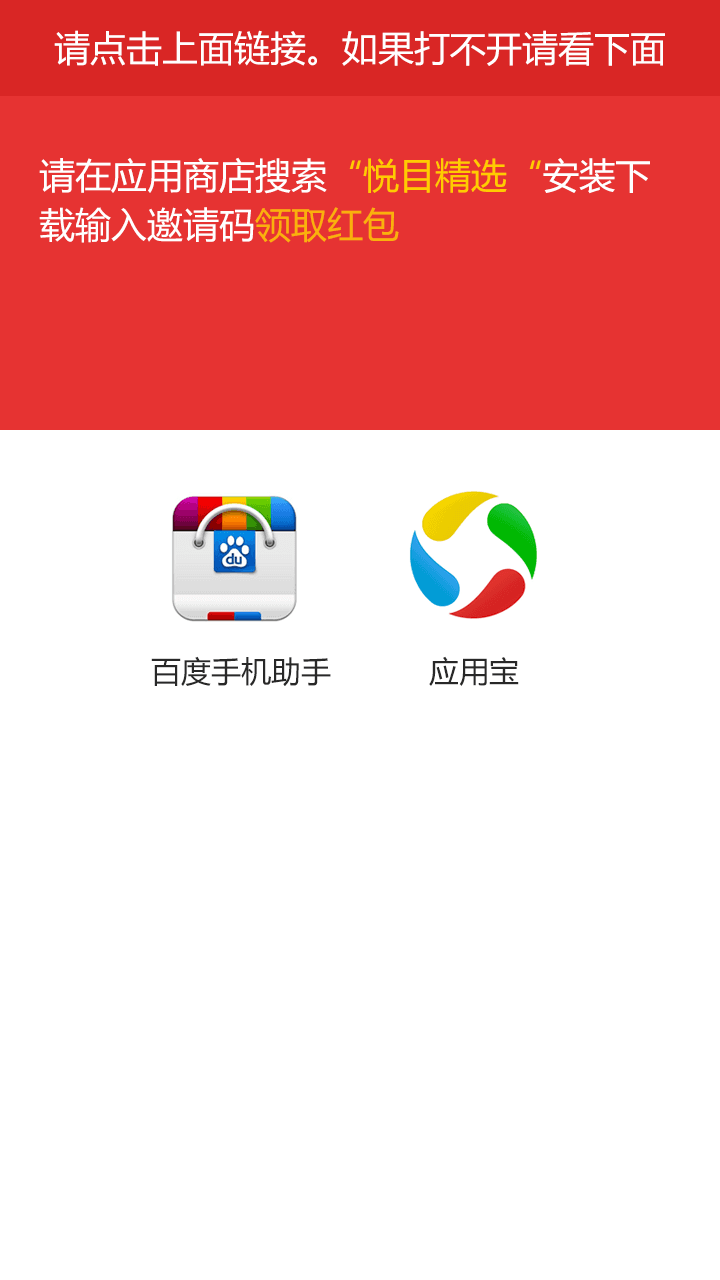 请点击上面链接。如果打不开请看下面
请在应用商店搜索“悦目精选“安装下
载输入邀请码领取红包
du
百度手机助手
应用宝